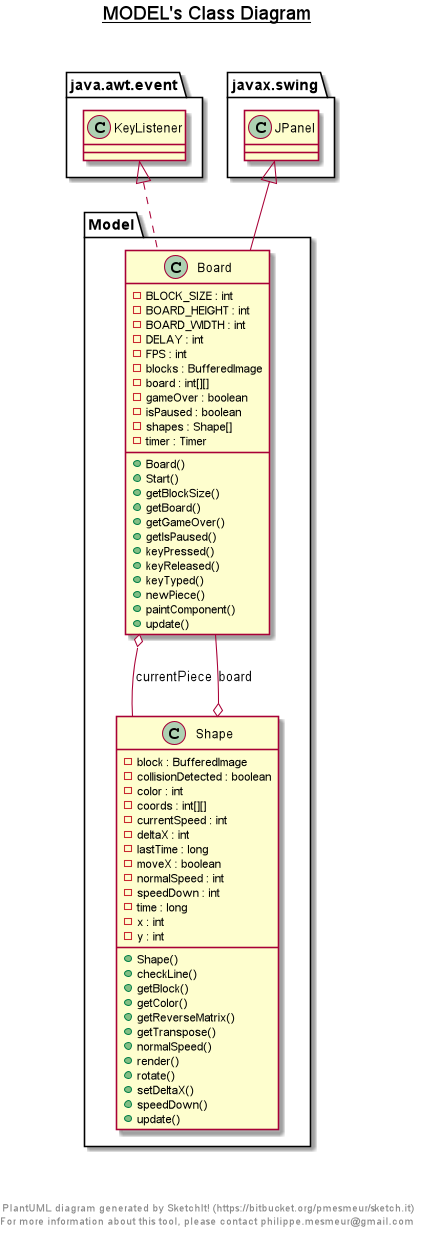 MODEL's Class Diagram
java.awt.event
javax.swing
C KeyListener
C JPanel
Model
C Board
BLOCK_SIZE : int
BOARD_HEIGHT : int
BOARD_WIDTH : int
DELAY : int
FPS : int
blocks : BufferedImage
board : int[][]
gameOver : boolean
isPaused : boolean
shapes : Shape[]
timer : Timer
Board()
Start()
getBlockSize()
getBoard()
getGameOver()
getIsPaused()
keyPressed()
keyReleased()
keyTyped()
newPiece()
paintComponent()
update()
currentPiece board
C Shape
block : BufferedImage
collisionDetected : boolean
color : int
coords : int[][]
currentSpeed : int
deltaX : int
lastTime : long
moveX : boolean
normalSpeed : int
speedDown : int
time : long
x : int
y : int
Shape()
checkLine()
getBlock()
getColor()
getReverseMatrix()
getTranspose()
normalSpeed()
render()
rotate()
setDeltaX()
speedDown()
update()
PlantUML diagram generated by SketchIt! (https://bitbucket.org/pmesmeur/sketch.it)
For more information about this tool, please contact philippe.mesmeur@gmail.com